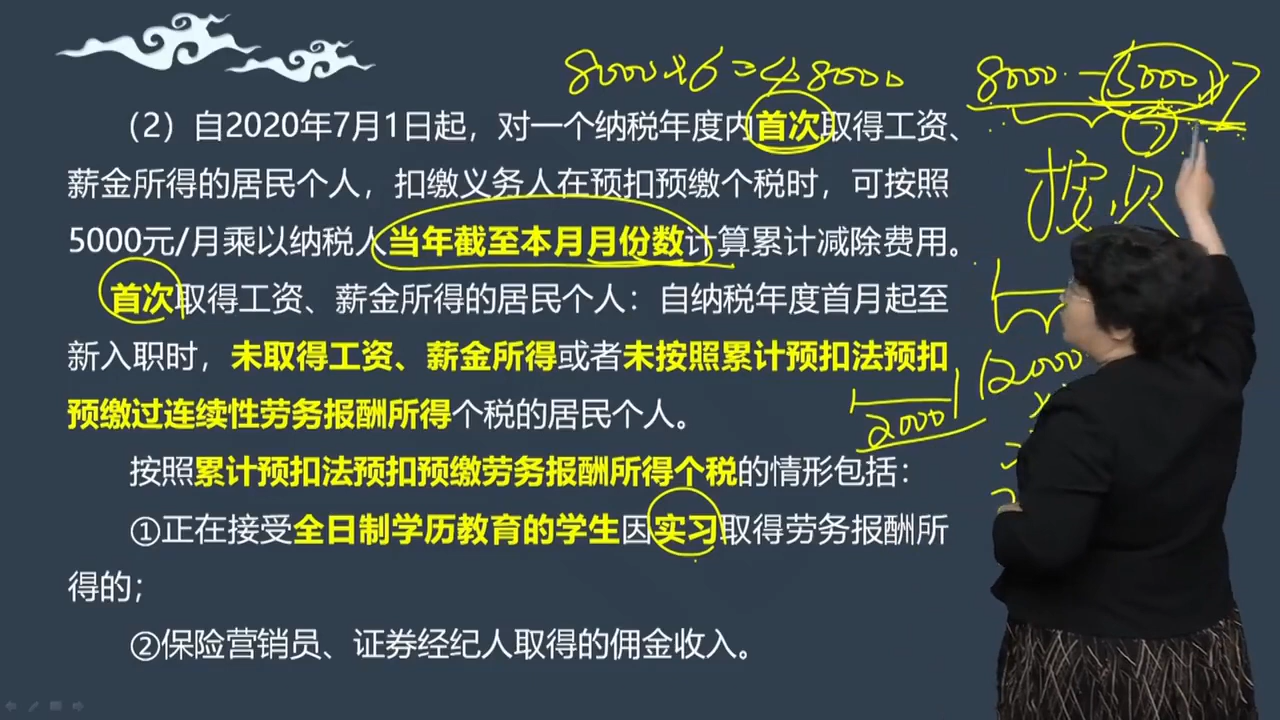 8000×6=48000
8000-5000×7
7
按次
（2）自2020年7月1日起，对一个纳税年度内首次取得工资、
薪金所得的居民个人，扣缴义务人在预扣预缴个税时，可按照
5000元/月乘以纳税人当年截至本月月份数计算累计减除费用。
首次取得工资、薪金所得的居民个人：自纳税年度首月起至
新入职时，未取得工资、薪金所得或者未按照累计预扣法预扣
预缴过连续性劳务报酬所得个税的居民个人。
2000
12000
按照累计预扣法预扣预缴劳务报酬所得个税的情形包括：
①正在接受全日制学历教育的学生因实习取得劳务报酬所
得的；
②保险营销员、证券经纪人取得的佣金收入。